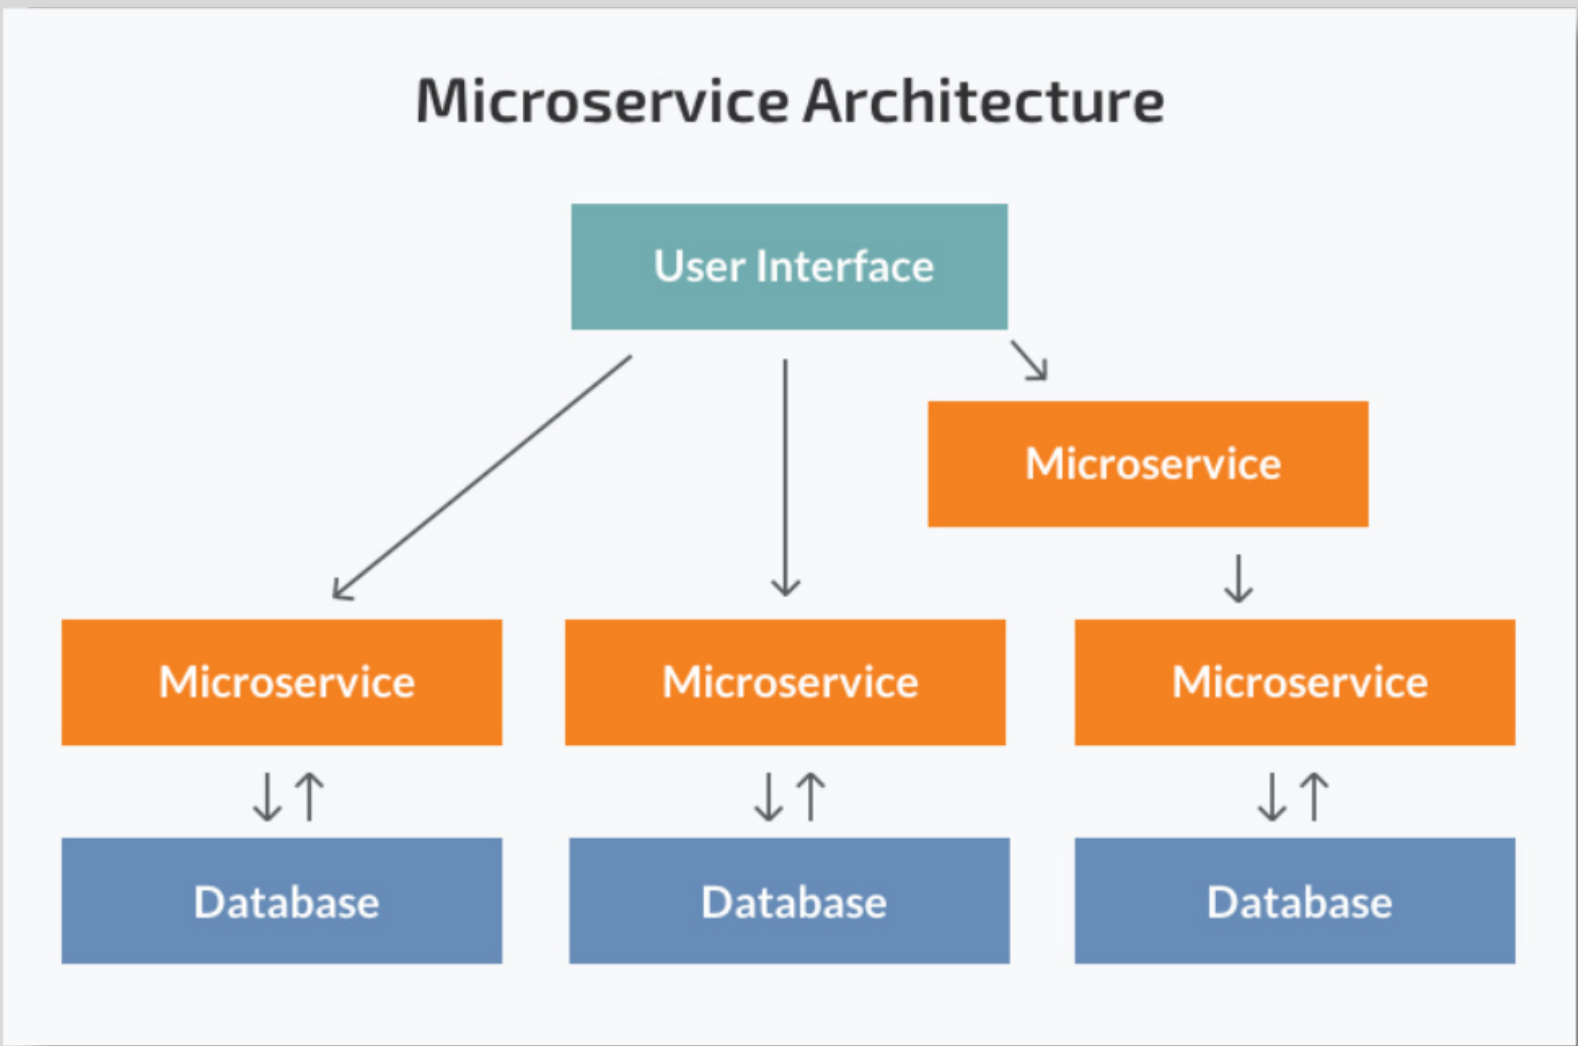 Microservice Architecture
User Interface
Microservice
Microservice
Microservice
Microservice
Database
Database
Database